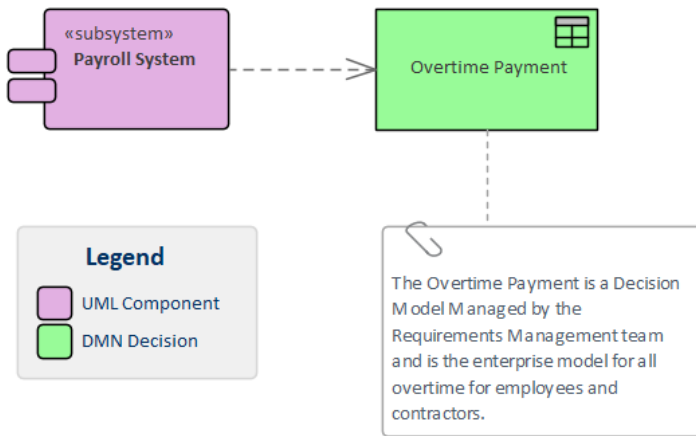 «subsystem»
Payroll System
Overtime Payment
Legend
UML Component
DMN Decision
The Overtime Payment is a Decision
Model Managed by the
Requirements Management team
and is the enterprise model for all
overtime for employees and
contractors.